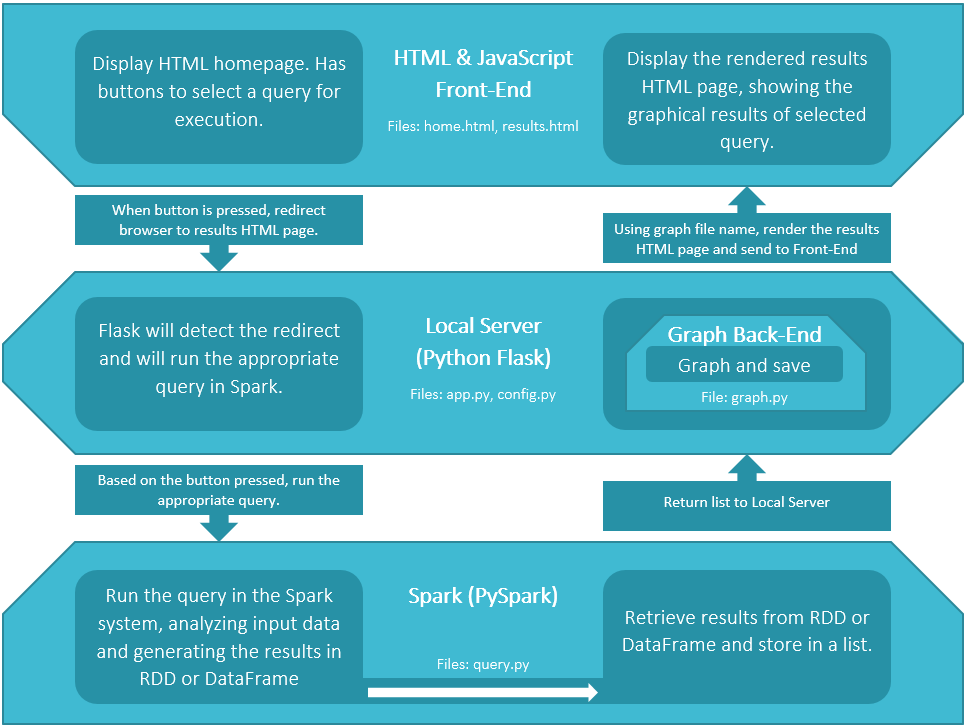 Display HTML homepage. Has
buttons to select a query for
execution.
HTML & JavaScript
Front-End
Files: home.html, results.html
Display the rendered results
HTML page, showing the
graphical results of selected
query.
When button is pressed, redirect
browser to results HTML page.
Using graph file name, render the results
HTML page and send to Front-End
Flask will detect the redirect
and will run the appropriate
query in Spark.
Local Server
(Python Flask)
Files: app.py, config.py
Graph Back-End
Graph and save
File: graph.py
Based on the button pressed, run the
appropriate query.
Return list to Local Server
Run the query in the Spark
system, analyzing input data
and generating the results in
RDD or DataFrame
Spark (PySpark)
Files: query.py
Retrieve results from RDD or
DataFrame and store in a list.